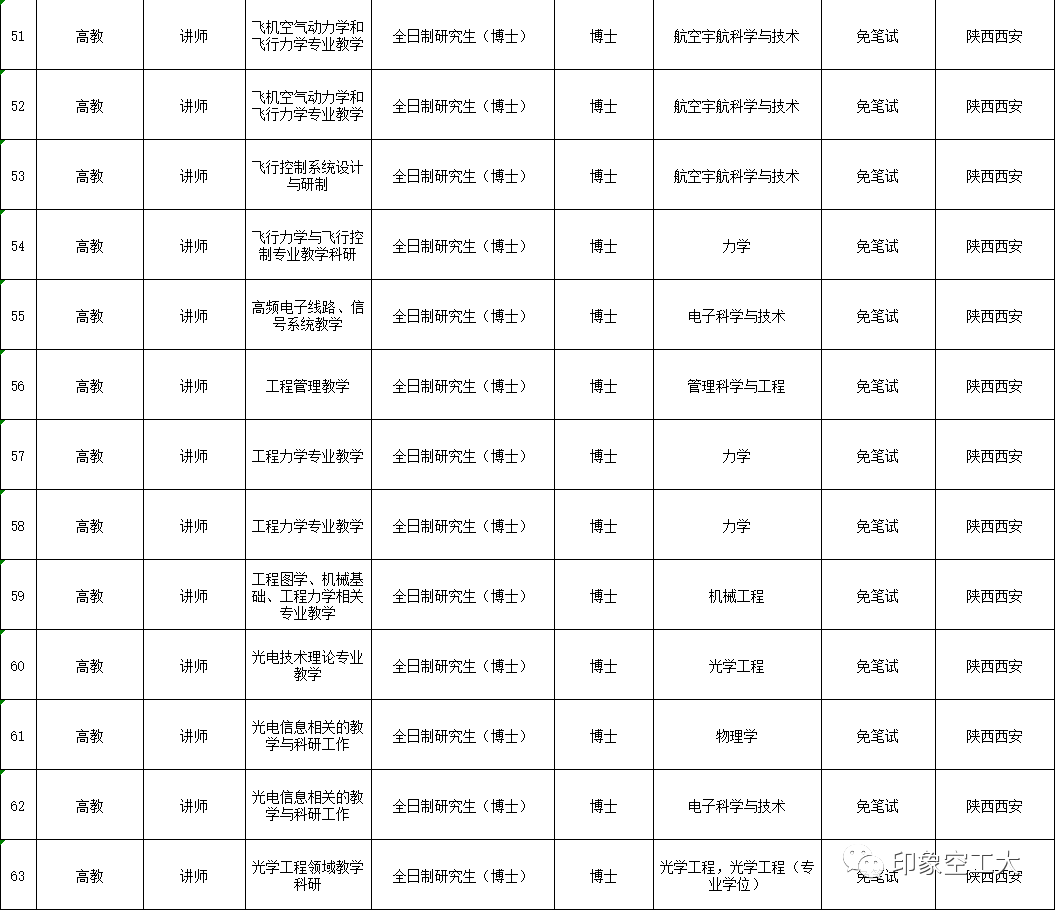 51 高教 讲师 飞机空气动力学和 全日制研究生（博士） 博士 航空宇航科学与技术 免笔试 陕西西安
飞行力学专业教学
52 高教 讲师 飞机空气动力学和 全日制研究生（博士） 博士 航空宇航科学与技术 免笔试 陕西西安
飞行力学专业教学
53 高教 讲师 飞行控制系统设计 全日制研究生（博士） 博士 航空宇航科学与技术 免笔试 陕西西安
与研制
54 高教 讲师 飞行力学与飞行控 全日制研究生（博士） 博士 力学 免笔试 陕西西安
制专业教学科研
55 高教 讲师 高频电子线路、信 全日制研究生（博士） 博士 电子科学与技术 免笔试 陕西西安
号系统教学
56 高教 讲师 工程管理教学 全日制研究生（博士） 博士 管理科学与工程 免笔试 陕西西安
57 高教 讲师 工程力学专业教学 全日制研究生（博士） 博士 力学 免笔试 陕西西安
58 高教 讲师 工程力学专业教学 全日制研究生（博士） 博士 力学 免笔试 陕西西安
59 高教 讲师 工程图学、机械基 全日制研究生（博士） 博士 机械工程 免笔试 陕西西安
础、工程力学相关
专业教学
60 高教 讲师 光电技术理论专业 全日制研究生（博士） 博士 光学工程 免笔试 陕西西安
教学
61 高教 讲师 光电信息相关的教 全日制研究生（博士） 博士 物理学 免笔试 陕西西安
学与科研工作
62 高教 讲师 光电信息相关的教 全日制研究生（博士） 博士 电子科学与技术 免笔试 陕西西安
学与科研工作
63 高教 讲师 光学工程领域教学 全日制研究生（博士） 博士 光学工程，光学工程（专 免笔试 陕西西安
科研 业学位）
印象空工大